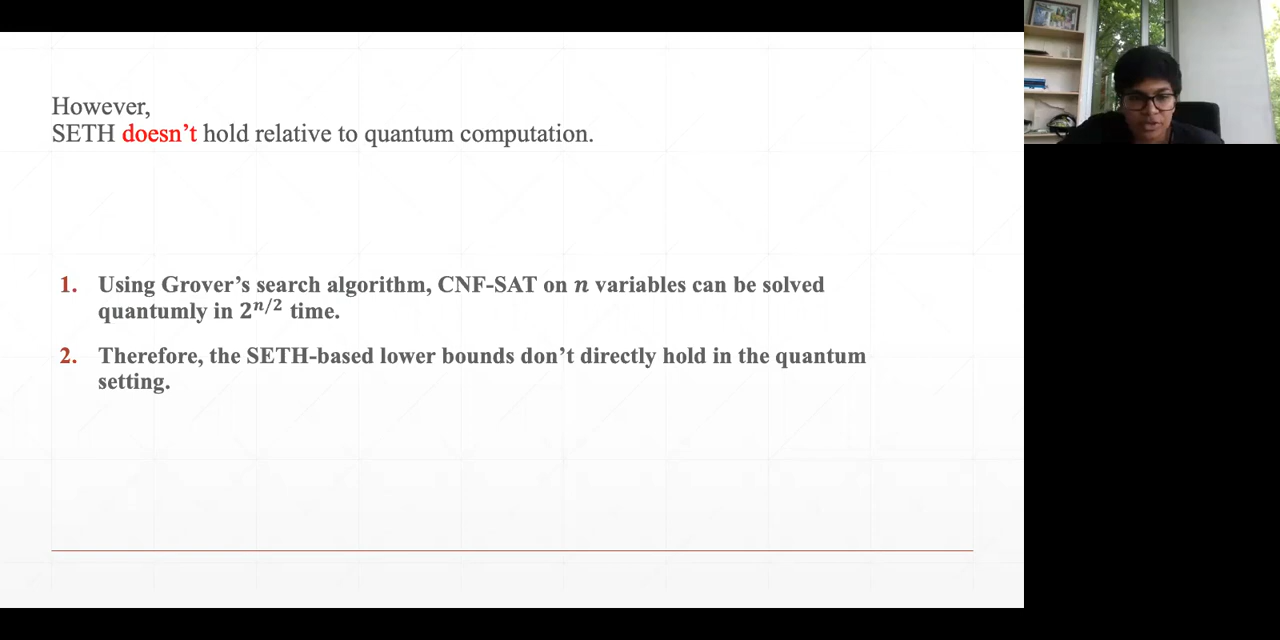 However,
SETH doesn’t hold relative to quantum computation.
1. Using Grover’s search algorithm, CNF-SAT on n variables can be solved
quantumly in 2^{n/2} time.
2. Therefore, the SETH-based lower bounds don’t directly hold in the quantum
setting.